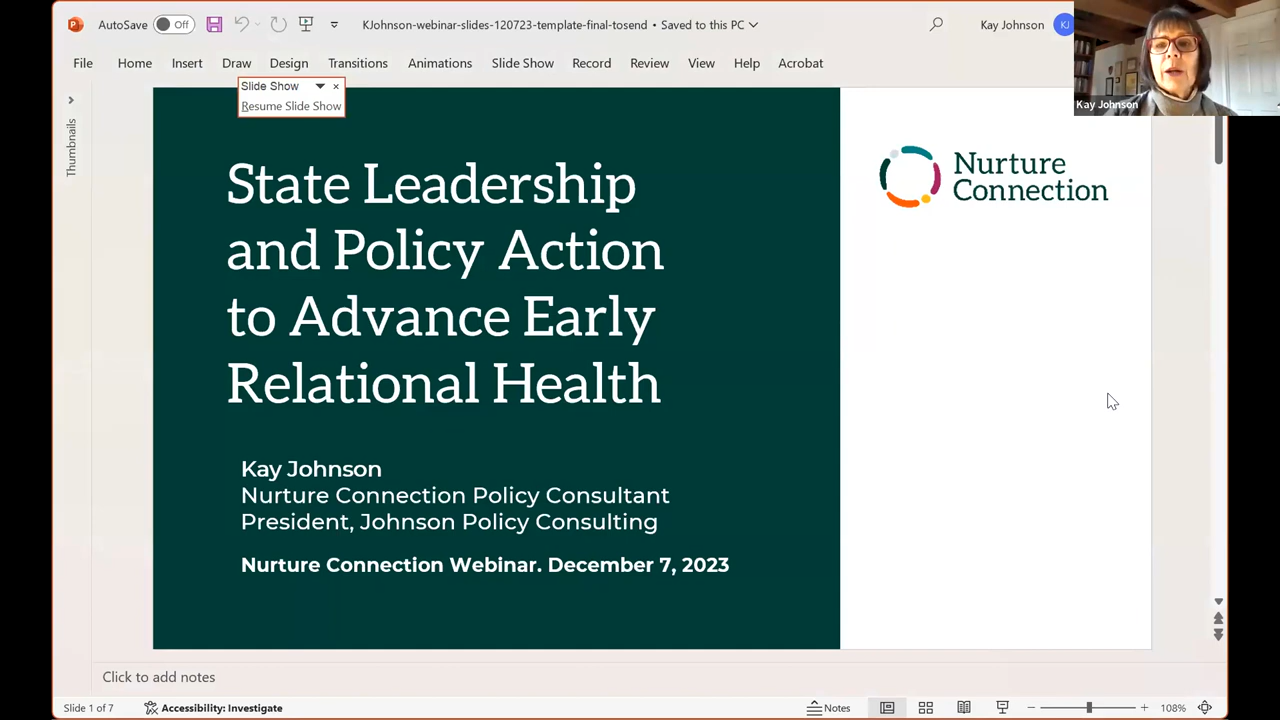 AutoSave Off
KJohnson-webinar-slides-120723-template-final-tosend • Saved to this PC
Kay Johnson KJ
File Home Insert Draw Design Transitions Animations Slide Show Record Review View Help Acrobat
Kay Johnson
Slide Show
Resume Slide Show
Thumbnails
State Leadership
and Policy Action
to Advance Early
Relational Health
Nurture
Connection
Kay Johnson
Nurture Connection Policy Consultant
President, Johnson Policy Consulting
Nurture Connection Webinar. December 7, 2023
Click to add notes
Slide 1 of 7 Accessibility: Investigate Notes 108%